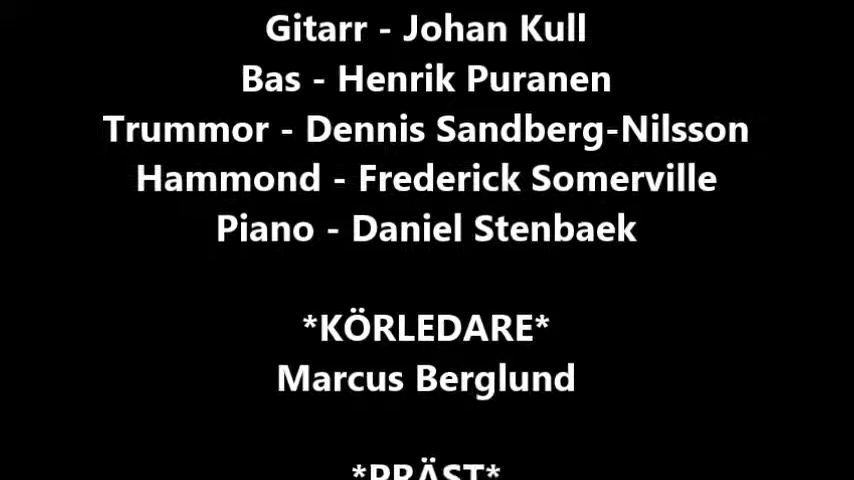 Gitarr - Johan Kull
Bas - Henrik Puranen
Trummor - Dennis Sandberg-Nilsson
Hammond - Frederick Somerville
Piano - Daniel Stenbaek
*KÖRLEDARE*
Marcus Berglund
*PRÄST*